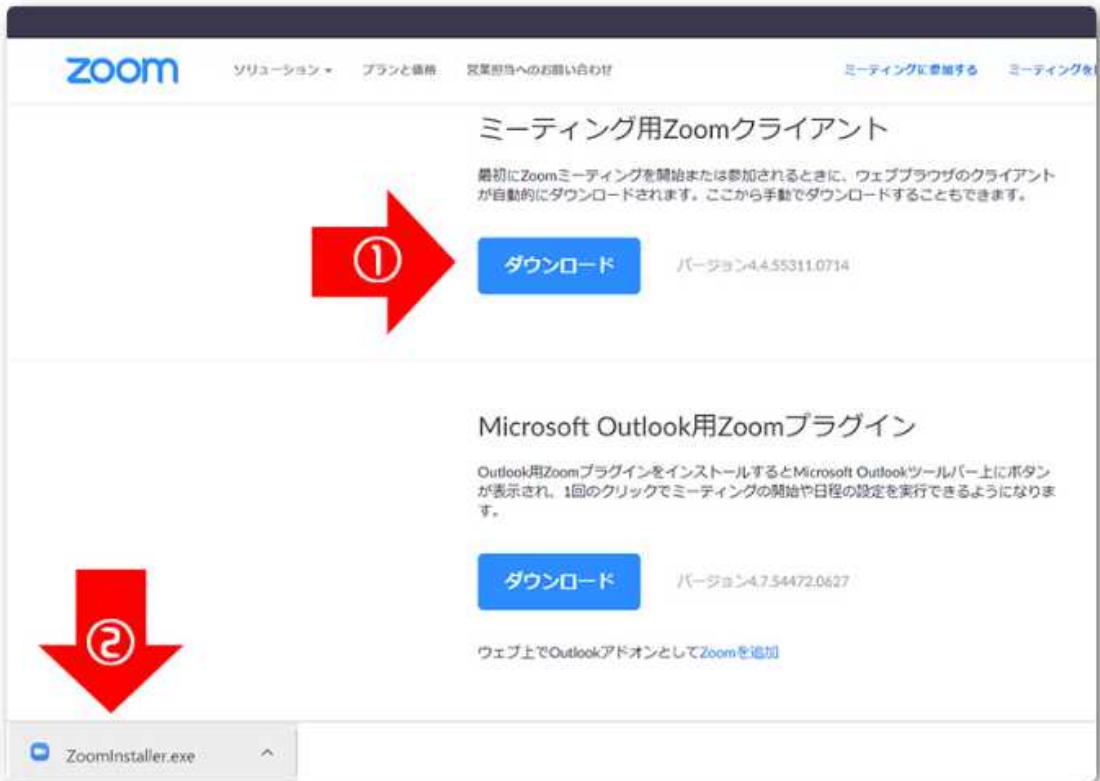 zoom
ソリューション
プランと価格
営業担当へのお問い合わせ
ミーティングに参加する
ミーティングを
ミーティング用Zoomクライアント
最初にZoomミーティングを開始または参加されるときに、ウェブブラウザのクライアント
が自動的にダウンロードされます。ここから手動でダウンロードすることもできます。
①
ダウンロード
バージョン4.4.55311.0714
Microsoft Outlook用Zoomプラグイン
Outlook用ZoomプラグインをインストールするとMicrosoft Outlookツールバー上にボタン
が表示され、1回のクリックでミーティングの開始や日程の設定を実行できるようになりま
す。
ダウンロード
バージョン4.7.54472.0627
②
ウェブ上でOutlookアドオンとしてZoomを追加
ZoomInstaller.exe